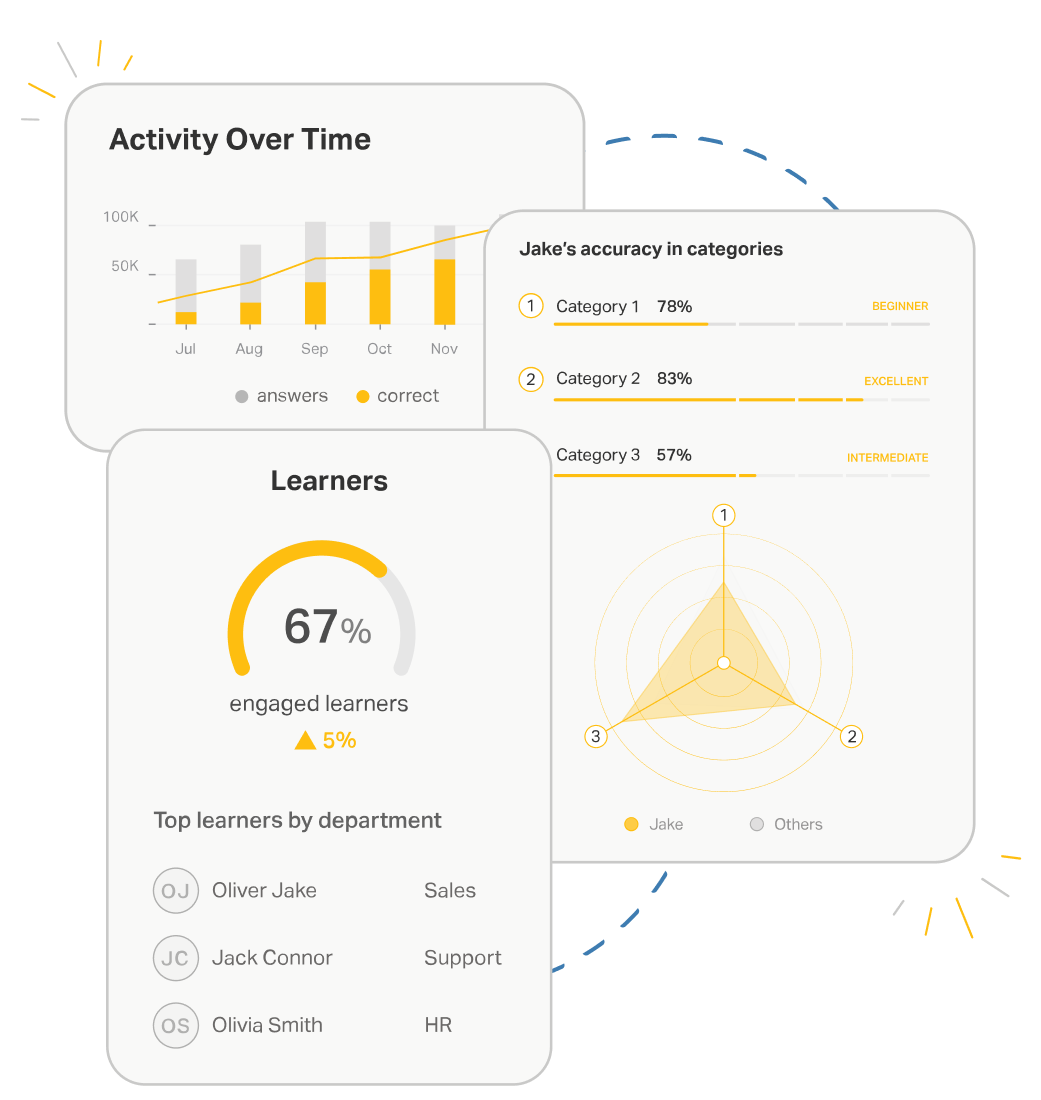 Activity Over Time
100K
50K
Jul Aug Sep Oct Nov
answers correct
Jake's accuracy in categories
1 Category 1 78% BEGINNER
2 Category 2 83% EXCELLENT
Category 3 57% INTERMEDIATE
1
3 2
Jake Others
Learners
67%
engaged learners
5%
Top learners by department
OJ Oliver Jake Sales
JC Jack Connor Support
OS Olivia Smith HR